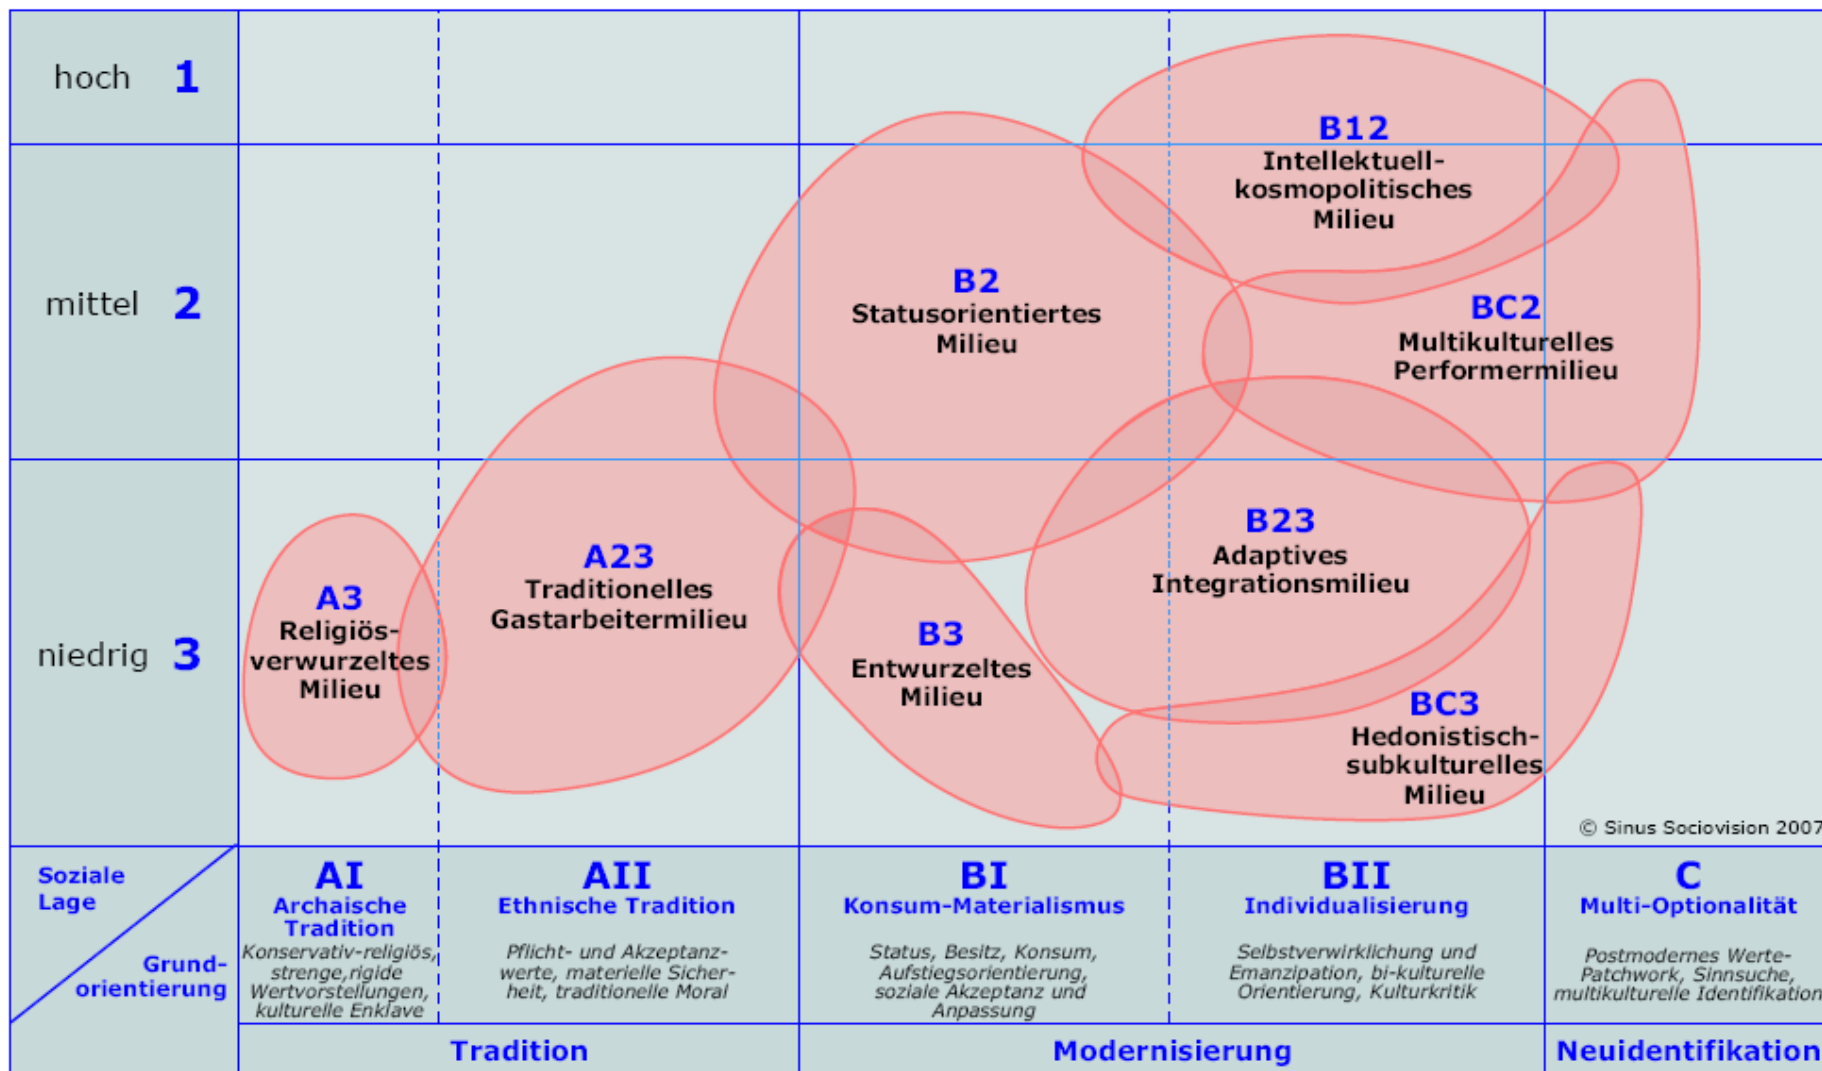 hoch 1
B12
Intellektuell-
kosmopolitisches
Milieu
mittel 2
B2
Statusorientiertes
Milieu
BC2
Multikulturelles
Performermilieu
niedrig 3
A3
Religiös-
verwurzeltes
Milieu
A23
Traditionelles
Gastarbeitermilieu
B3
Entwurzeltes
Milieu
B23
Adaptives
Integrationsmilieu
BC3
Hedonistisch-
subkulturelles
Milieu
© Sinus Sociovision 2007
Soziale
Lage
Grund-
orientierung
AI
Archaische
Tradition
Konservativ-religiös,
strenge,rigide
Wertvorstellungen,
kulturelle Enklave
AII
Ethnische Tradition
Pflicht- und Akzeptanz-
werte, materielle Sicher-
heit, traditionelle Moral
BI
Konsum-Materialismus
Status, Besitz, Konsum,
Aufstiegsorientierung,
soziale Akzeptanz und
Anpassung
BII
Individualisierung
Selbstverwirklichung und
Emanzipation, bi-kulturelle
Orientierung, Kulturkritik
C
Multi-Optionalität
Postmodernes Werte-
Patchwork, Sinnsuche,
multikulturelle Identifikation
Tradition
Modernisierung
Neuidentifikation